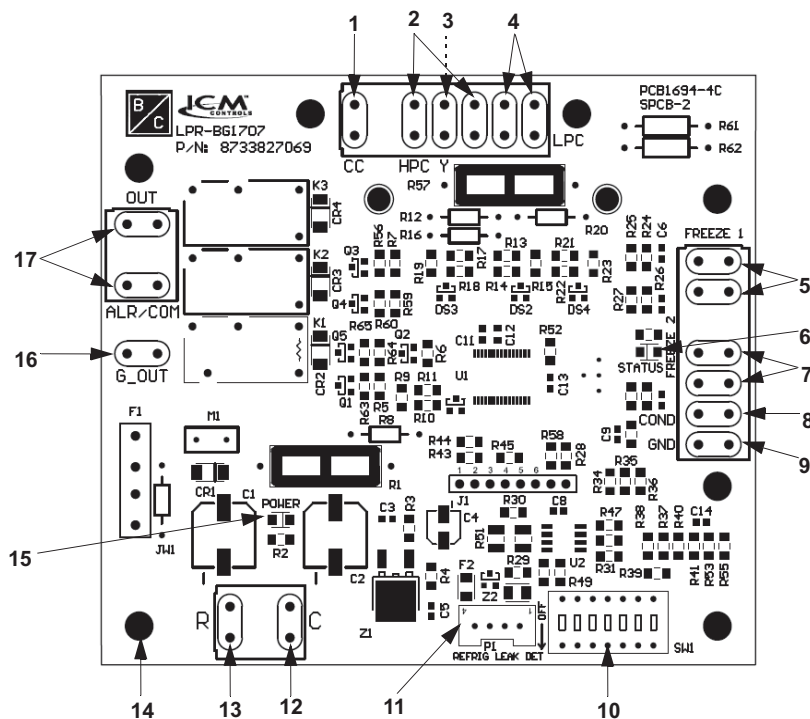 1 2 3 4
B/C ICM CONTROLS
LPR-BG1707
P/N: 8733827069
PCB1694-4C
SPCB-2
R61
R62
CC HPC Y LPC
OUT
K3
CR4
R57
R12
R16
R20
17
ALR/COM
K2
CR3
Q3
R56
R7
Q4
R59
R19
R18
R17
R13
R14
R15
R21
R22
R23
DS3
DS2
DS4
R25
R24
C6
R26
R27
FREEZE 1
5
16
G_OUT
K1
CR2
Q5
R65
R60
R64
Q2
R6
C11
C12
R52
U1
C13
STATUS
FREEZE 2
6
7
Q1
R63
R5
R9
R11
R10
R8
COND
8
GND
9
C9
F1
M1
CR1
JW1
C1
R1
R44
R43
R45
R58
R28
R34
R35
R36
1 2 3 4 5 6 7 8
J1
C8
15
POWER
R2
C2
C3
R3
C4
R30
R51
U2
R47
R31
R38
R37
R40
C14
R41
R53
R55
R39
R C
Z1
R4
C5
F2
Z2
R29
R49
4 1
P1
OFF
REFRIG LEAK DET
SW1
14 13 12 11 10